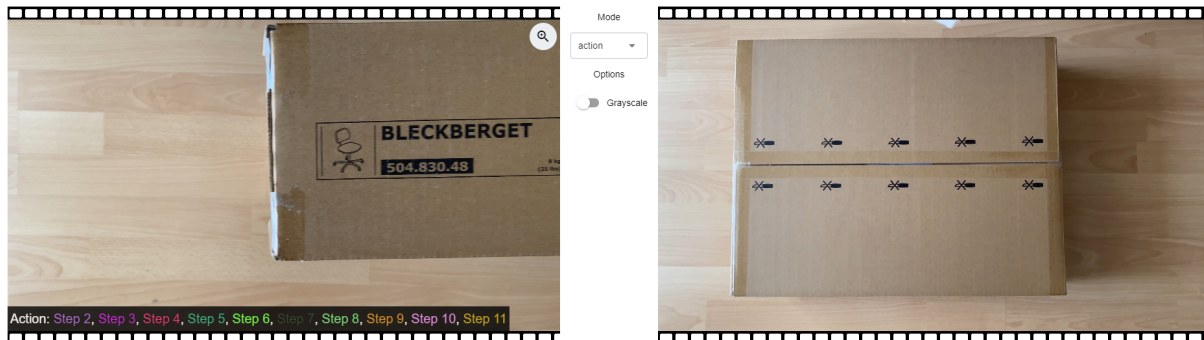 Mode
action
Options
Grayscale
BLECKBERGET
504.830.48
Action: Step 2, Step 3, Step 4, Step 5, Step 6, Step 7, Step 8, Step 9, Step 10, Step 11